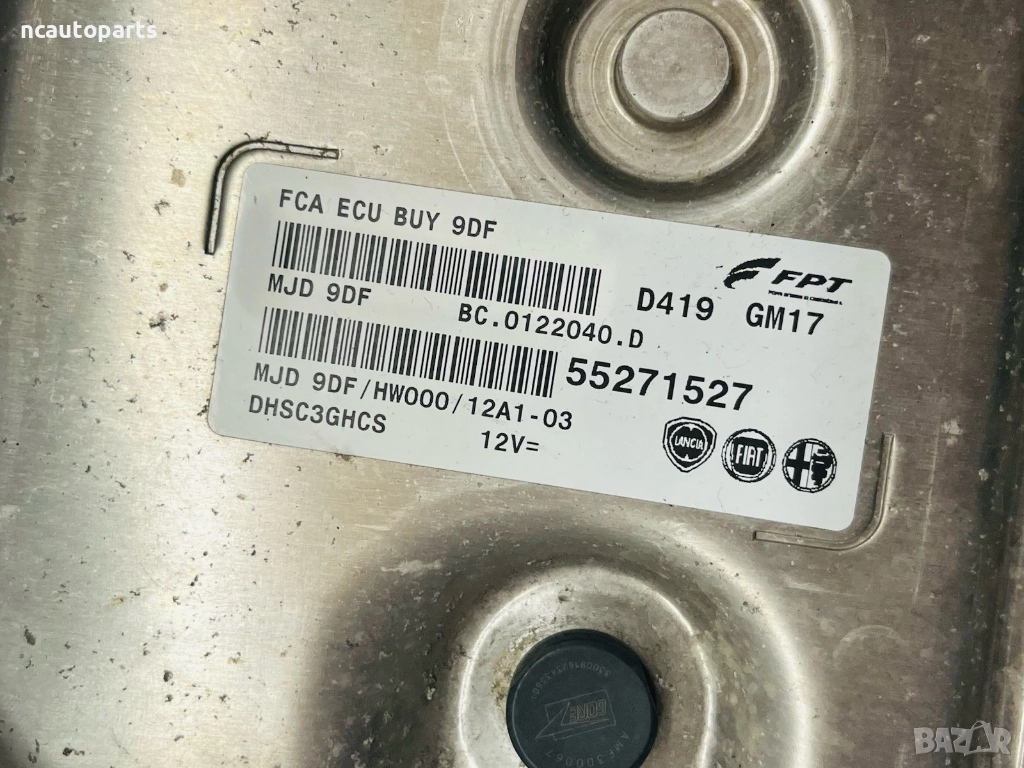 ncautoparts
FCA ECU BUY 9DF
FPT
MJD 9DF
BC.0122040.D
D419 GM17
55271527
MJD 9DF/HW000/12A1-03
DHSC3GHCS
12V=
LANCIA
FIAT
BAZAR